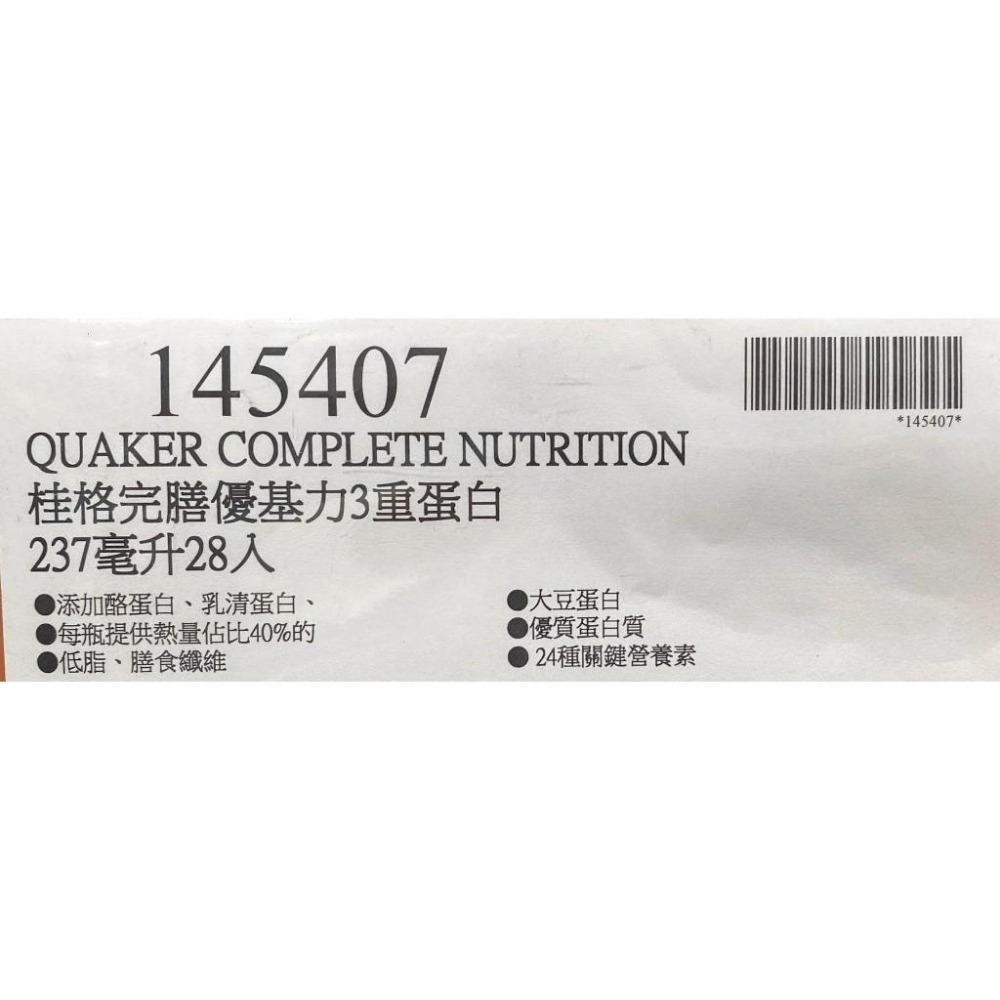 145407
*145407*
QUAKER COMPLETE NUTRITION
桂格完膳優基力3重蛋白
237毫升28入
●添加酪蛋白、乳清蛋白、 ●大豆蛋白
●每瓶提供熱量佔比40%的 ●優質蛋白質
●低脂、膳食纖維 ●24種關鍵營養素